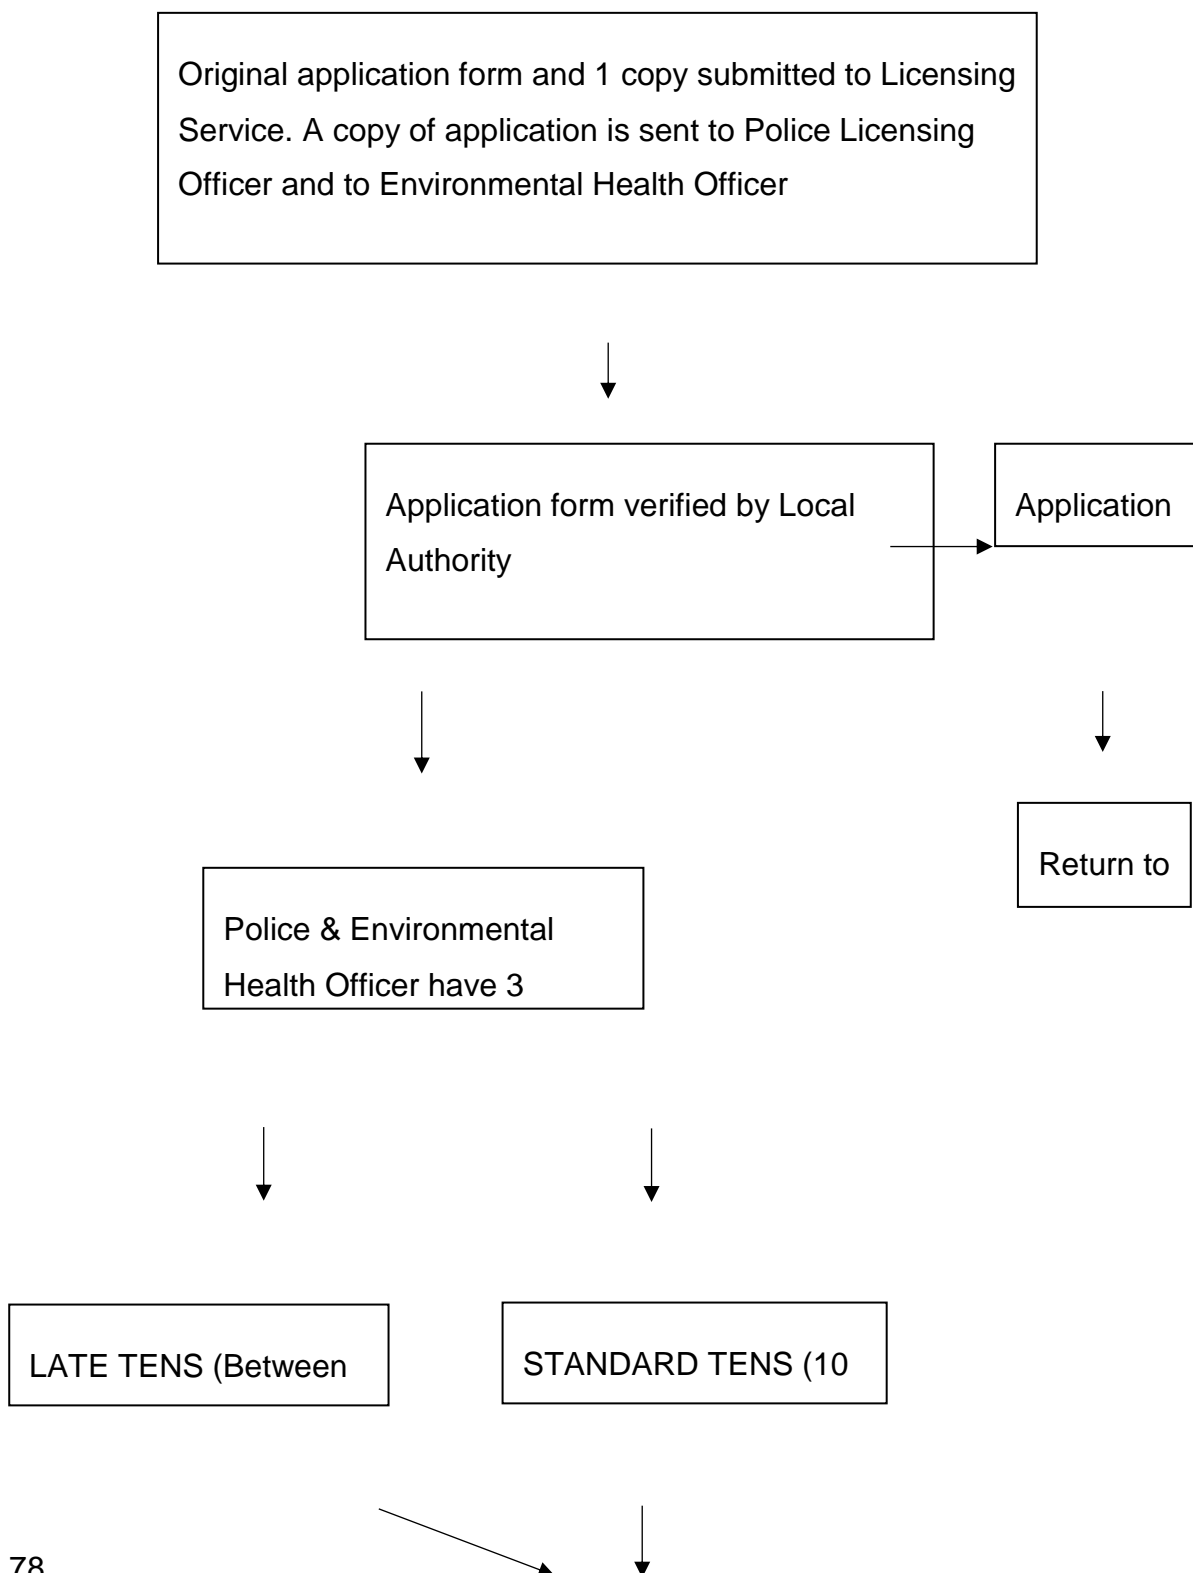 Original application form and 1 copy submitted to Licensing
Service. A copy of application is sent to Police Licensing
Officer and to Environmental Health Officer
Application form verified by Local
Authority
Application
Return to
Police & Environmental
Health Officer have 3
LATE TENS (Between
STANDARD TENS (10
78